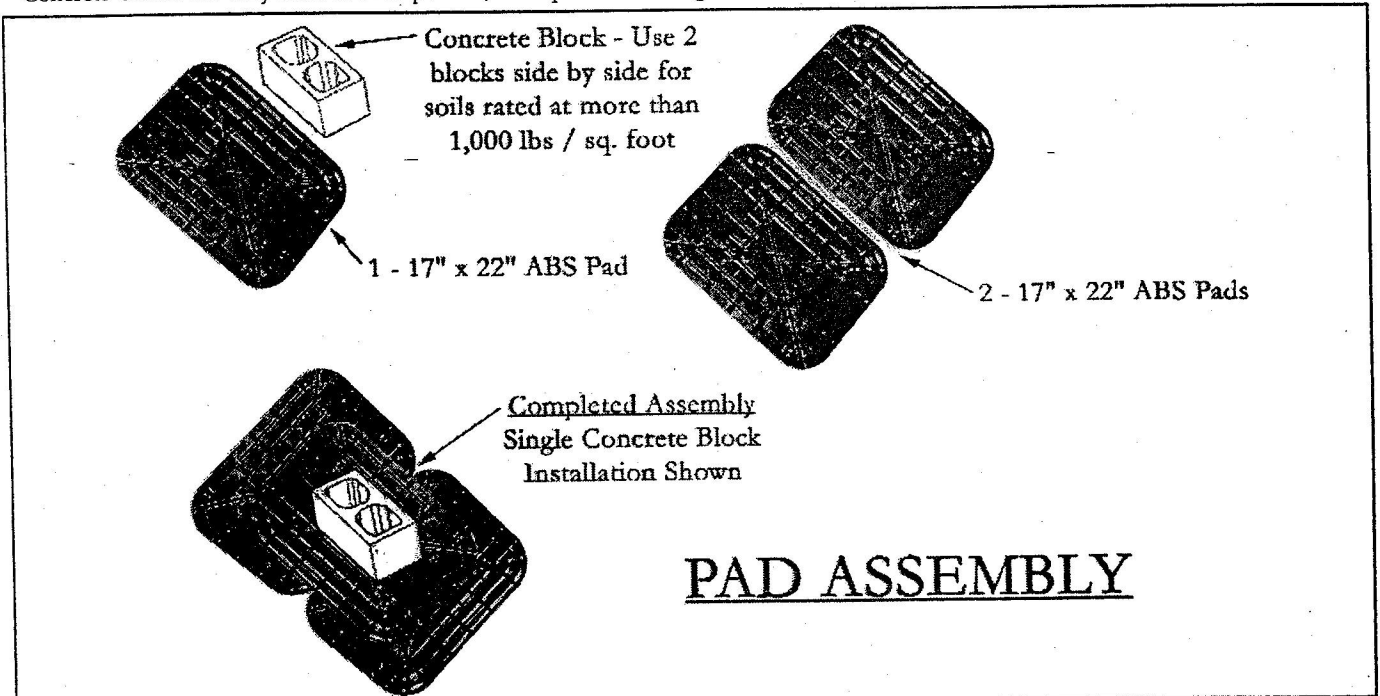 Concrete Block - Use 2
blocks side by side for
soils rated at more than
1,000 lbs / sq. foot
1 - 17" x 22" ABS Pad
2 - 17" x 22" ABS Pads
Completed Assembly
Single Concrete Block
Installation Shown
PAD ASSEMBLY